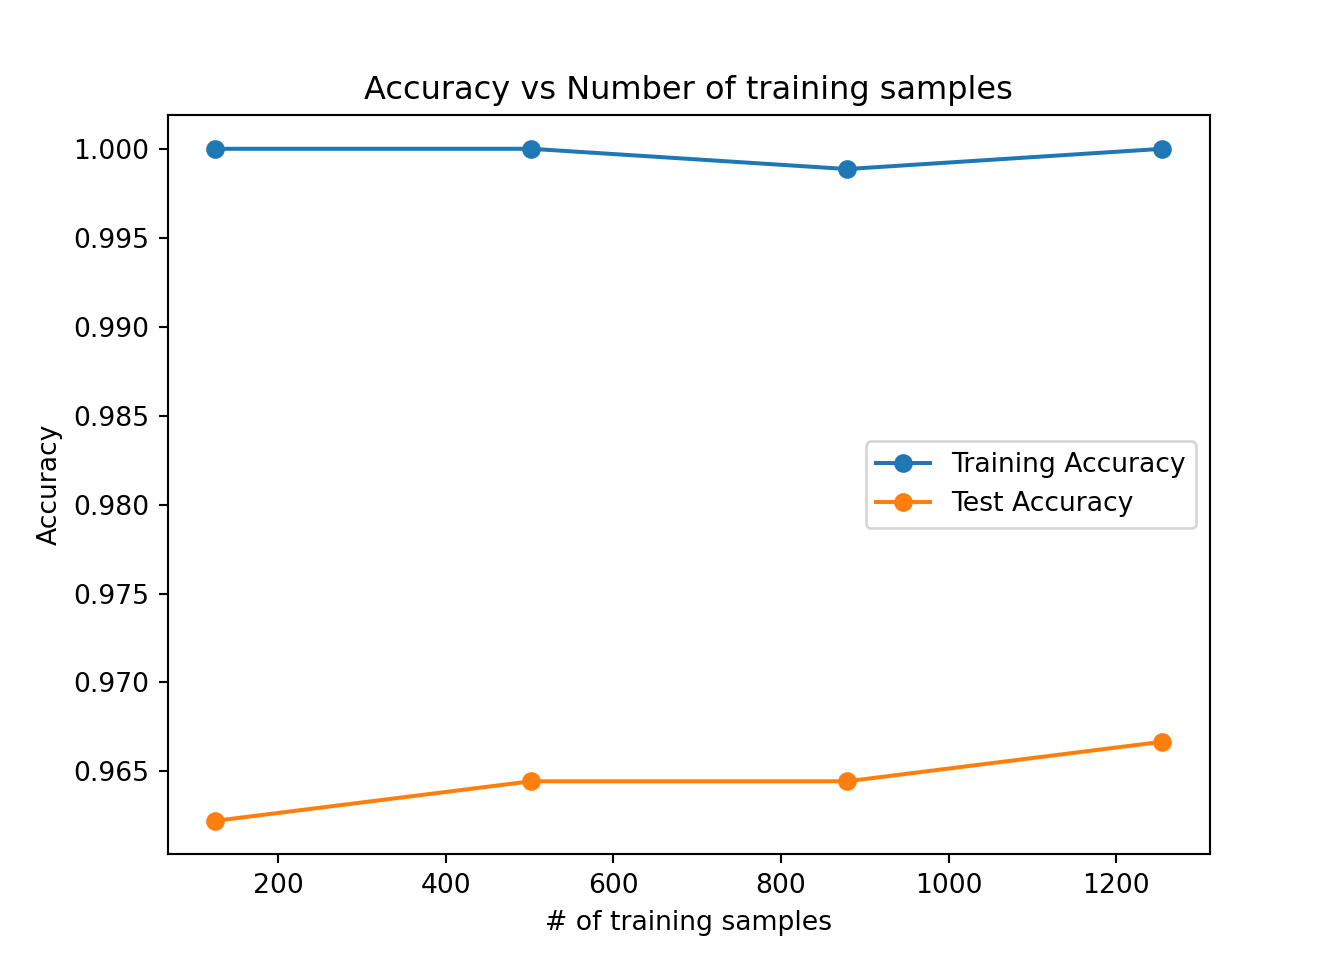 Accuracy vs Number of training samples
1.000
0.995
0.990
0.985
0.980
0.975
0.970
0.965
Accuracy
Training Accuracy
Test Accuracy
200 400 600 800 1000 1200
# of training samples